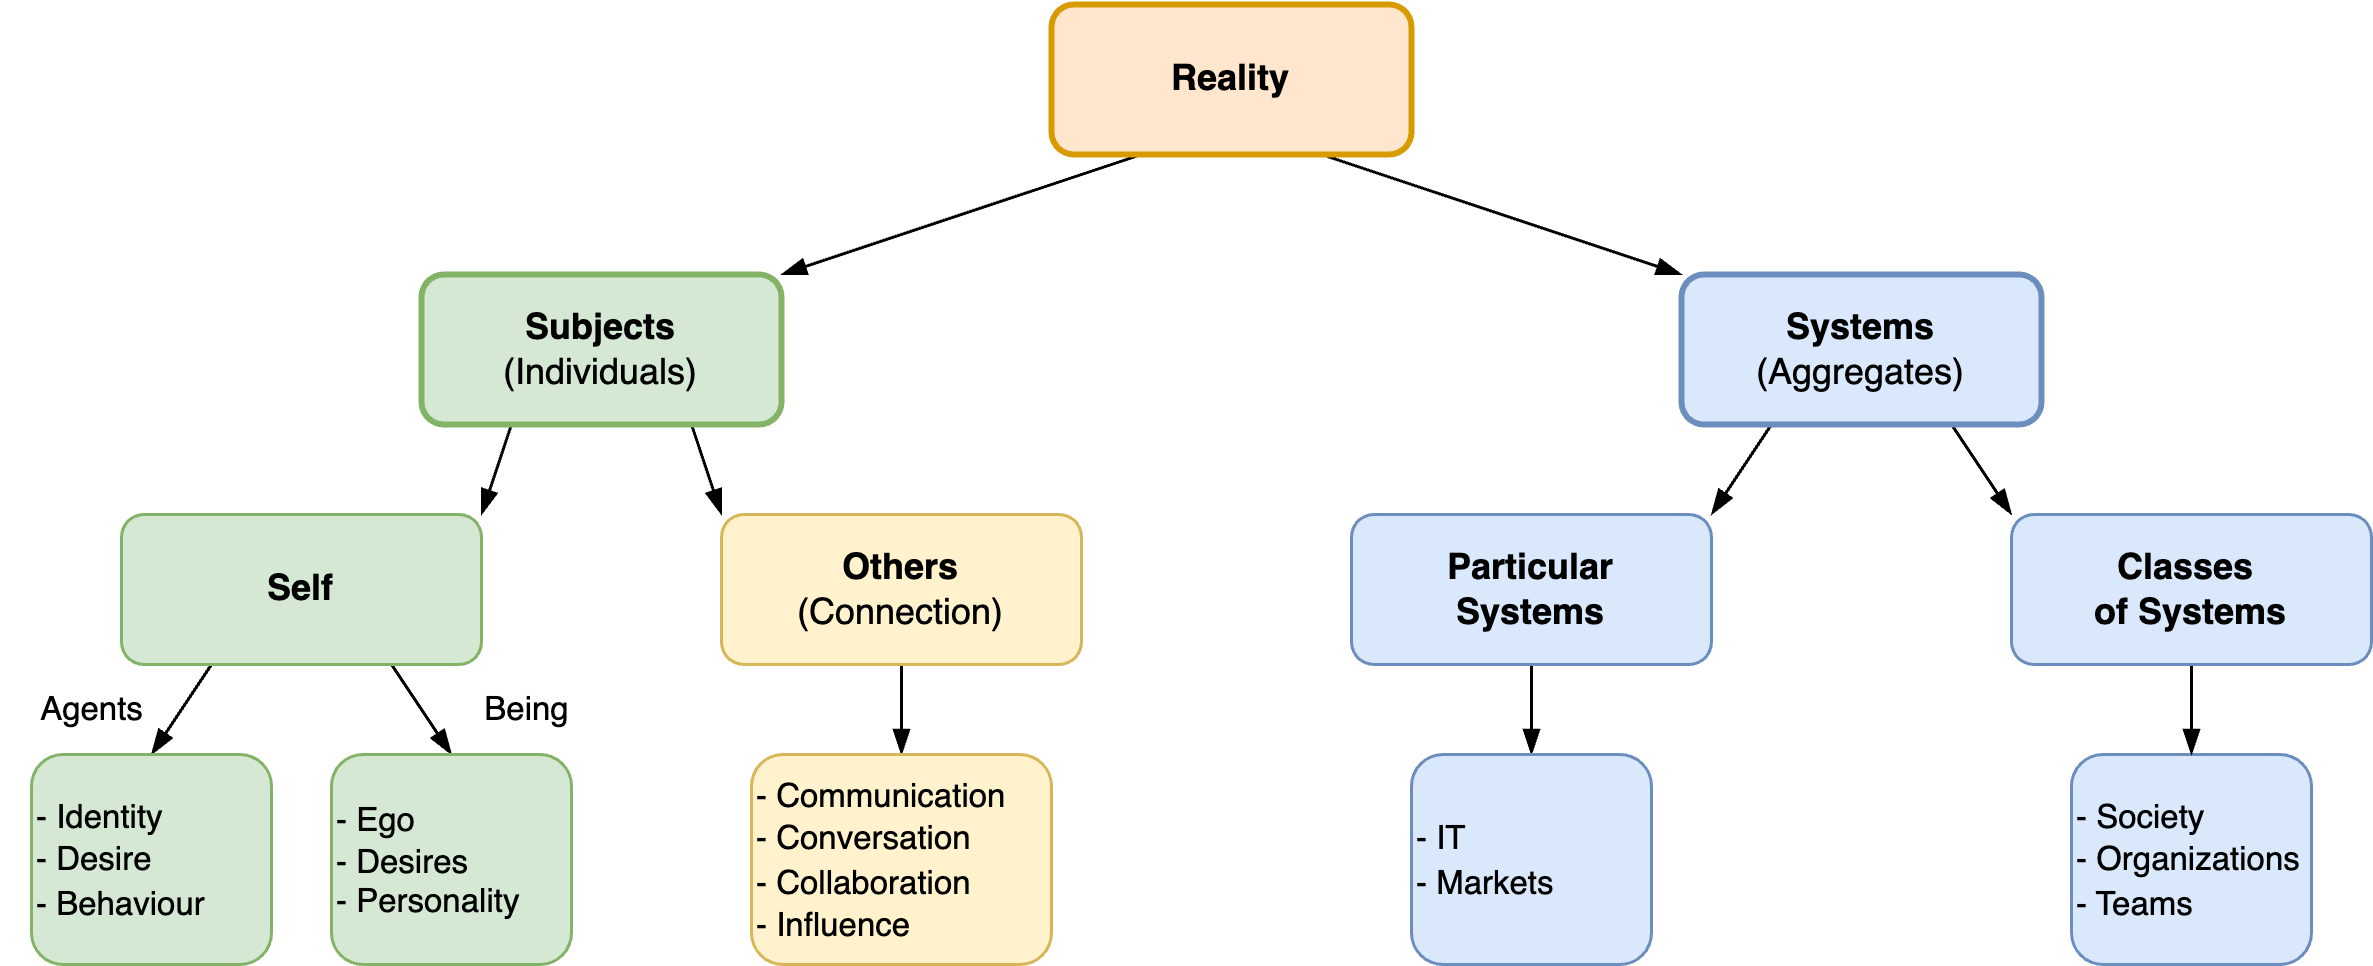 Reality
Subjects
(Individuals)
Systems
(Aggregates)
Self
Others
(Connection)
Particular
Systems
Classes
of Systems
Agents
Being
- Identity
- Desire
- Behaviour
- Ego
- Desires
- Personality
- Communication
- Conversation
- Collaboration
- Influence
- IT
- Markets
- Society
- Organizations
- Teams